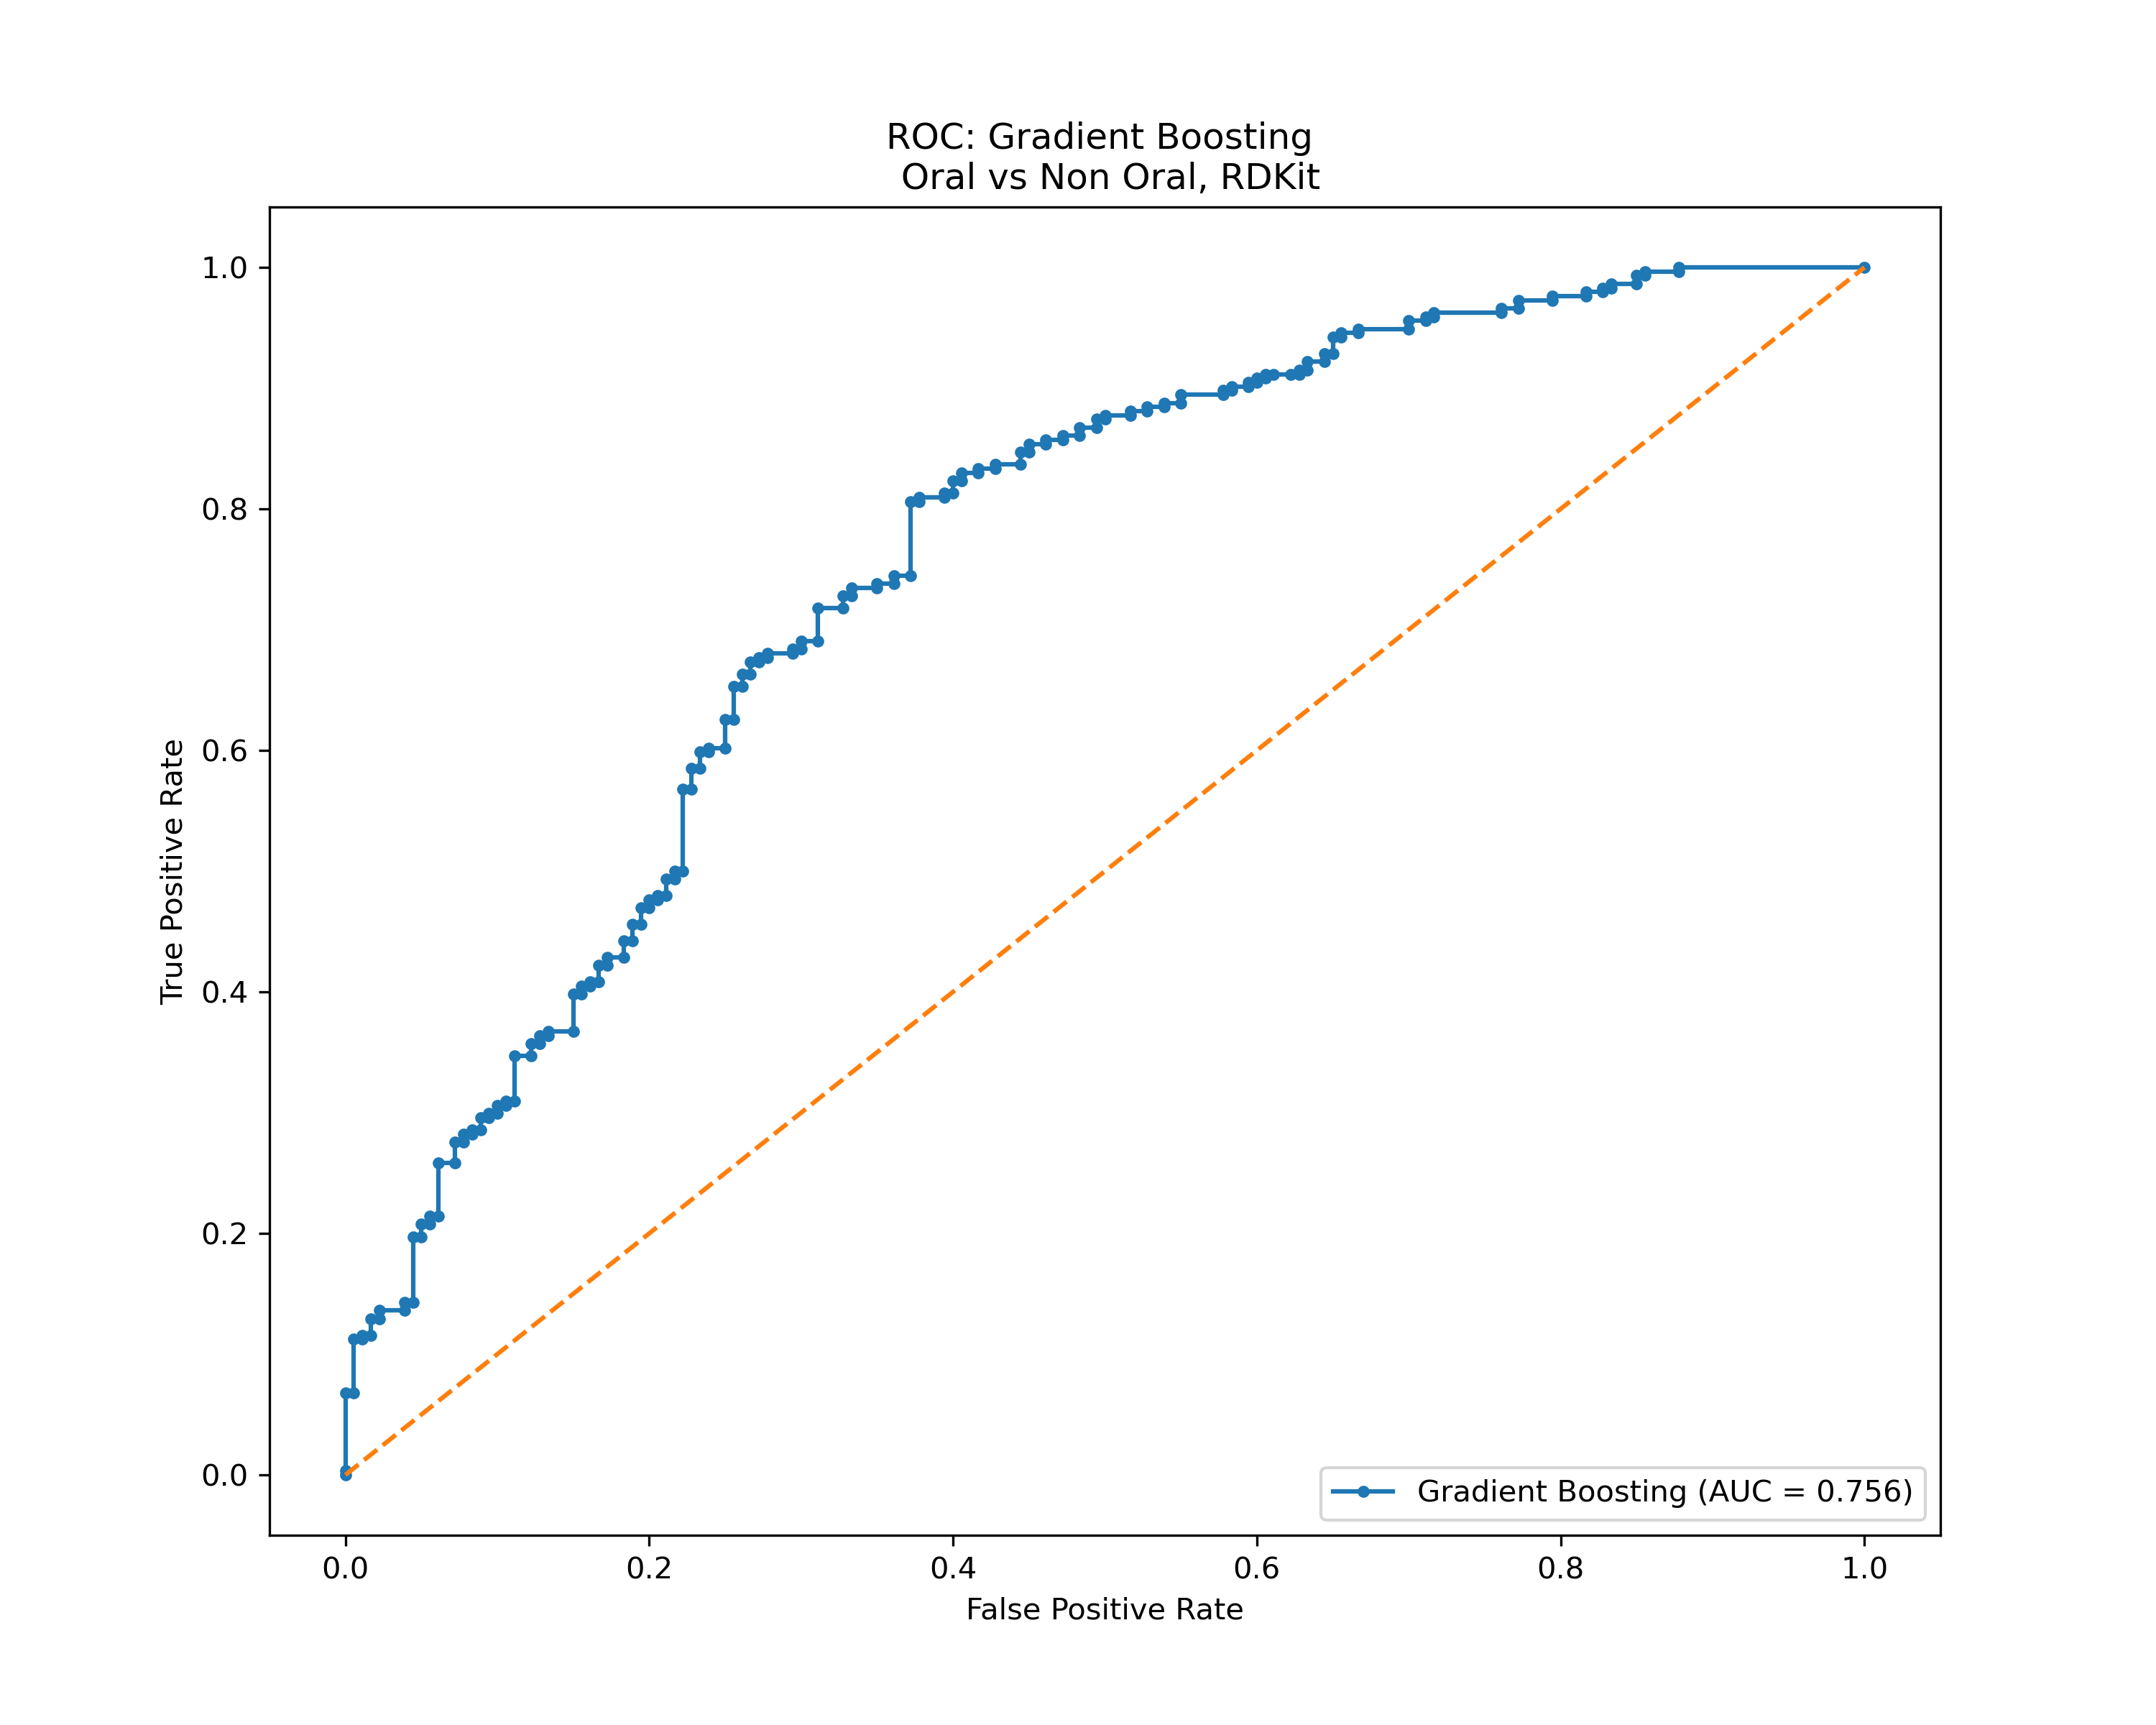 ROC: Gradient Boosting
Oral vs Non Oral, RDKit
True Positive Rate
1.0
0.8
0.6
0.4
0.2
0.0
0.0 0.2 0.4 0.6 0.8 1.0
False Positive Rate
Gradient Boosting (AUC = 0.756)